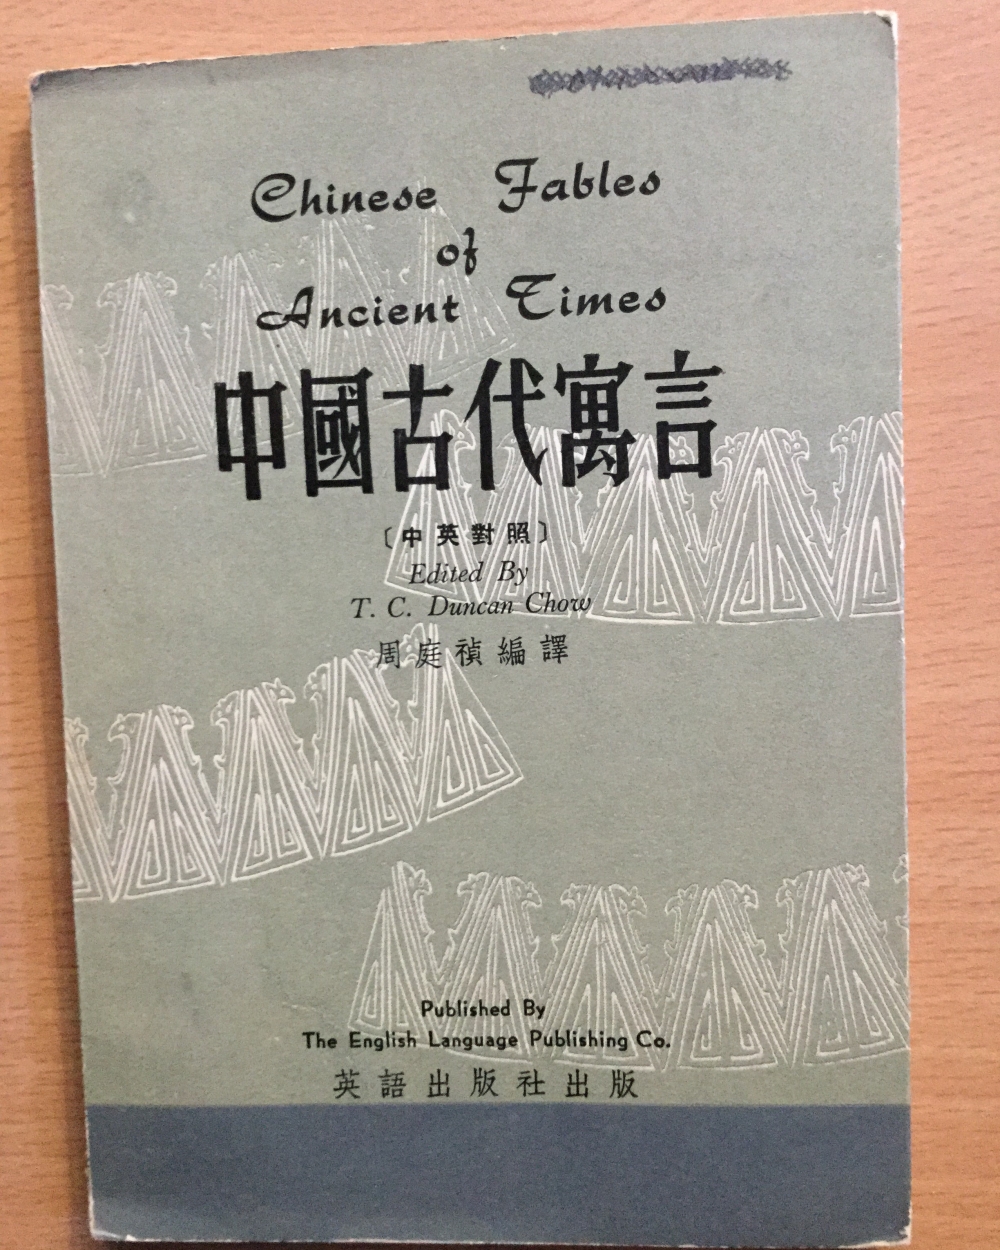 Chinese Fables
of
Ancient Times
中國古代寓言
〔中英對照〕
Edited By
T. C. Duncan Chow
周庭禎編譯
Published By
The English Language Publishing Co.
英語出版社出版